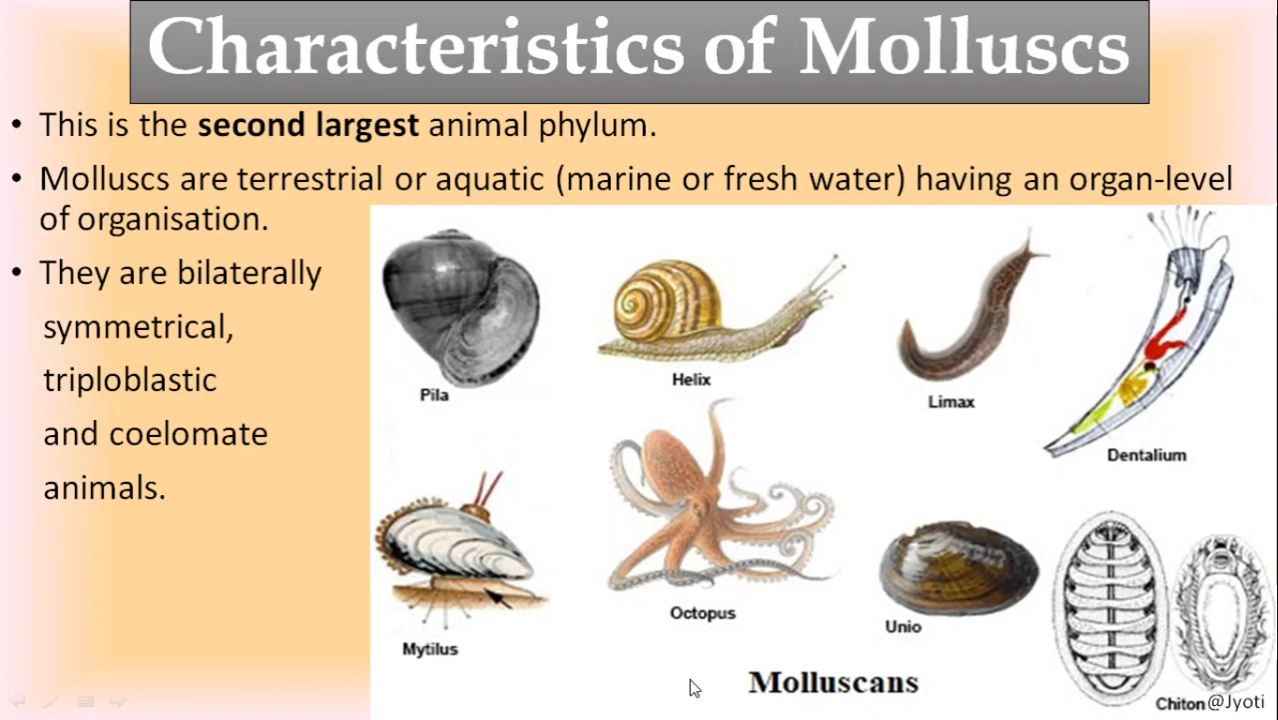 Characteristics of Molluscs
• This is the second largest animal phylum.
• Molluscs are terrestrial or aquatic (marine or fresh water) having an organ-level
of organisation.
• They are bilaterally
symmetrical,
triploblastic
and coelomate
animals.
Pila
Helix
Limax
Dentalium
Mytilus
Octopus
Unio
Chiton
Molluscans
@Jyoti